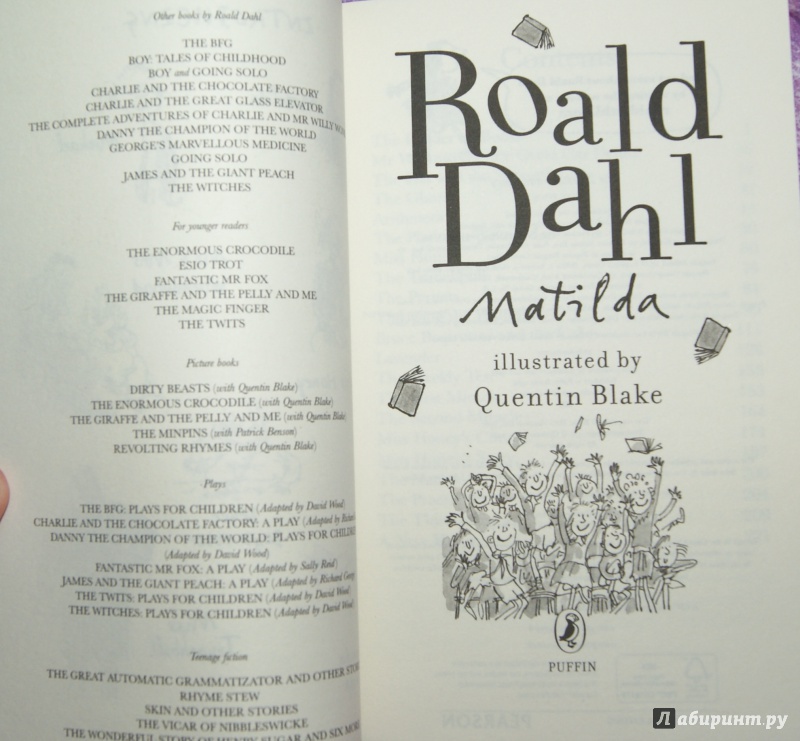 Other books by Roald Dahl
THE BFG
BOY: TALES OF CHILDHOOD
BOY and GOING SOLO
CHARLIE AND THE CHOCOLATE FACTORY
CHARLIE AND THE GREAT GLASS ELEVATOR
THE COMPLETE ADVENTURES OF CHARLIE AND MR WILLY
DANNY THE CHAMPION OF THE WORLD
GEORGE'S MARVELLOUS MEDICINE
GOING SOLO
JAMES AND THE GIANT PEACH
THE WITCHES
For younger readers
THE ENORMOUS CROCODILE
ESIO TROT
FANTASTIC MR FOX
THE GIRAFFE AND THE PELLY AND ME
THE MAGIC FINGER
THE TWITS
Picture books
DIRTY BEASTS (with Quentin Blake)
THE ENORMOUS CROCODILE (with Quentin Blake)
THE GIRAFFE AND THE PELLY AND ME (with Quentin Blake)
THE MINPINS (with Patrick Benson)
REVOLTING RHYMES (with Quentin Blake)
Plays
THE BFG: PLAYS FOR CHILDREN (Adapted by David Wood)
CHARLIE AND THE CHOCOLATE FACTORY: A PLAY (Adapted by
DANNY THE CHAMPION OF THE WORLD: PLAYS FOR CHILDREN
(Adapted by David Wood)
FANTASTIC MR FOX: A PLAY (Adapted by Sally Reid)
JAMES AND THE GIANT PEACH: A PLAY (Adapted by Richard
THE TWITS: PLAYS FOR CHILDREN (Adapted by David Wood)
THE WITCHES: PLAYS FOR CHILDREN (Adapted by David Wood)
Teenage fiction
THE GREAT AUTOMATIC GRAMMATIZATOR AND OTHER
RHYME STEW
SKIN AND OTHER STORIES
THE VICAR OF NIBBLESWICKE
THE WONDERFUL STORY OF HENRY SUGAR AND SIX MORE
Roald
Dahl
Matilda
illustrated by
Quentin Blake
PUFFIN
PEARSON
Лабиринт.ру